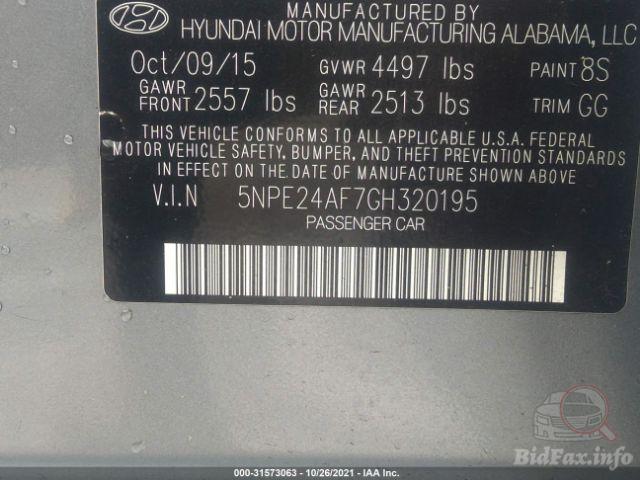 MANUFACTURED BY
HYUNDAI MOTOR MANUFACTURING ALABAMA, LLC
Oct/09/15 GVWR 4497 lbs PAINT 8S
GAWR FRONT 2557 lbs GAWR REAR 2513 lbs TRIM GG
THIS VEHICLE CONFORMS TO ALL APPLICABLE U.S.A. FEDERAL
MOTOR VEHICLE SAFETY, BUMPER, AND THEFT PREVENTION STANDARDS
IN EFFECT ON THE DATE OF MANUFACTURE SHOWN ABOVE.
V.I.N 5NPE24AF7GH320195
PASSENGER CAR
BidFax.info
000-31573063 - 10/26/2021 - IAA Inc.